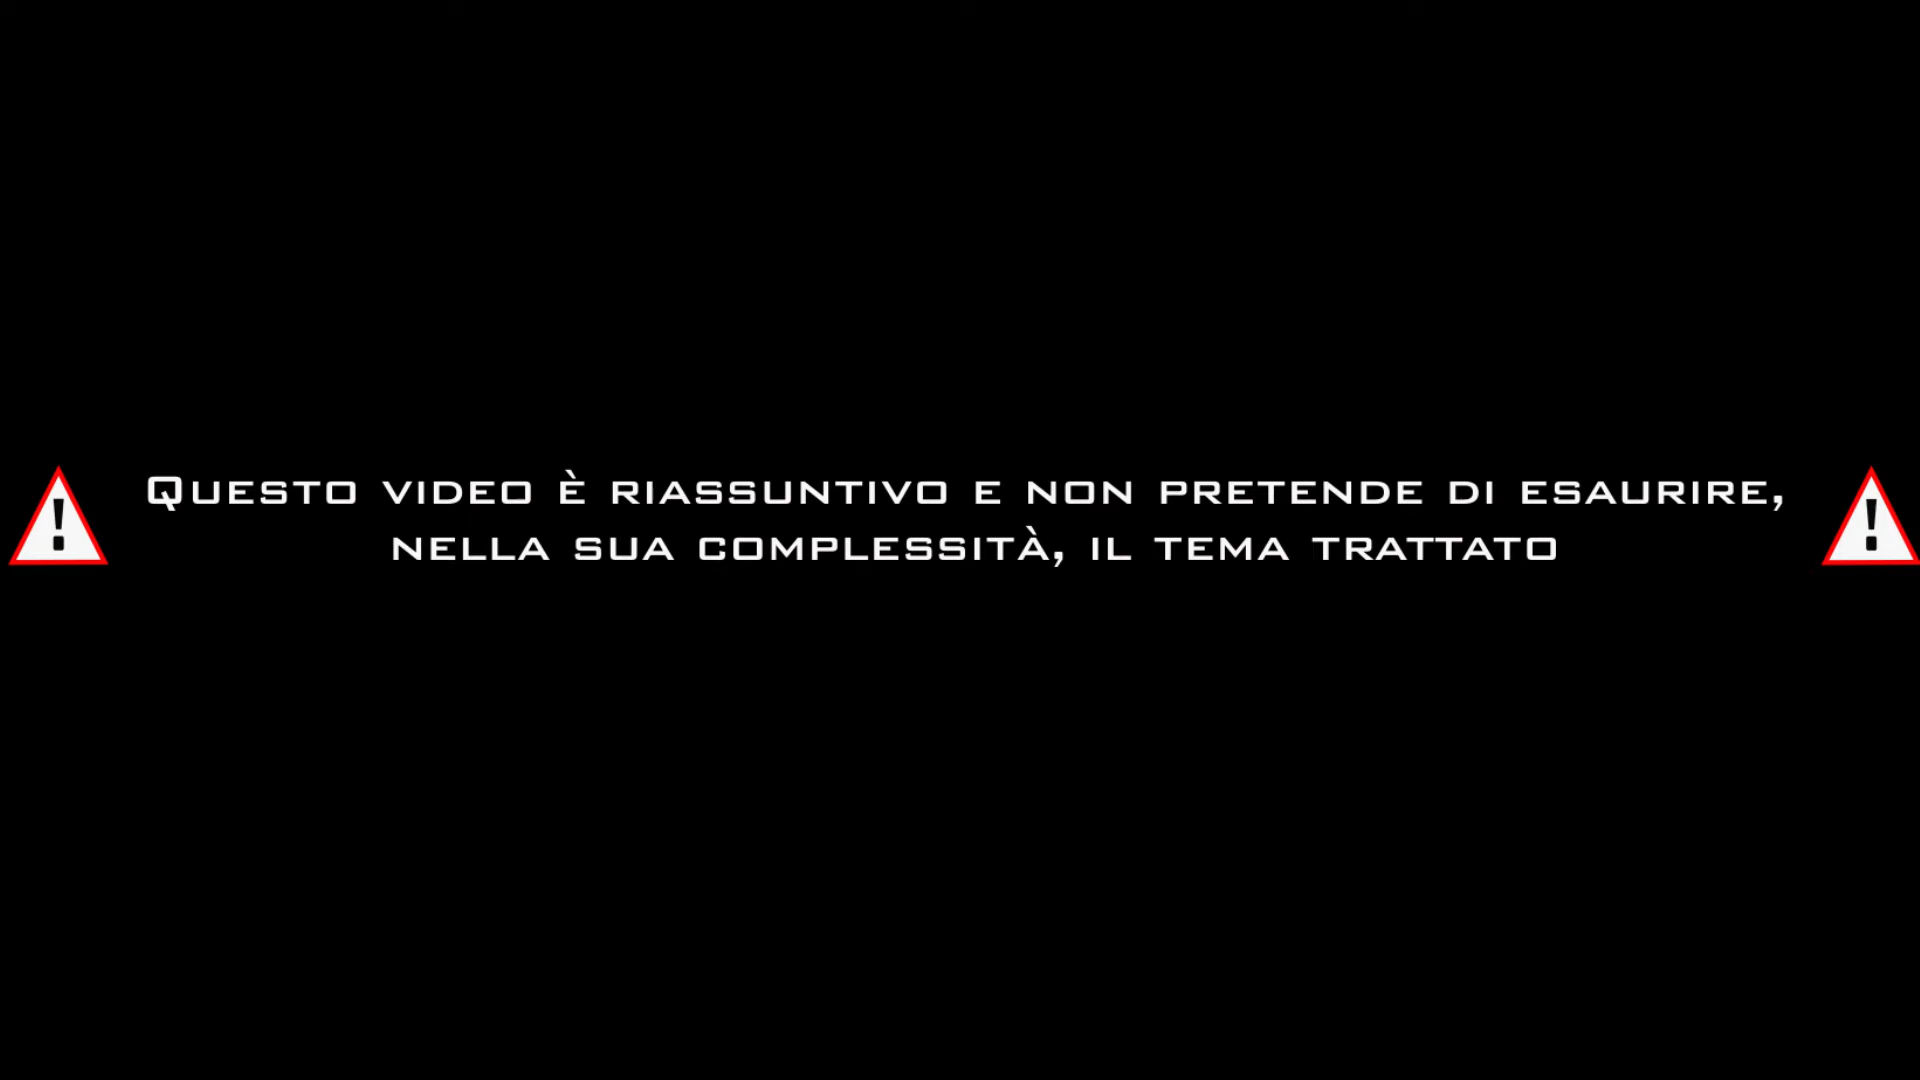 Questo video è riassuntivo e non pretende di esaurire,
nella sua complessità, il tema trattato